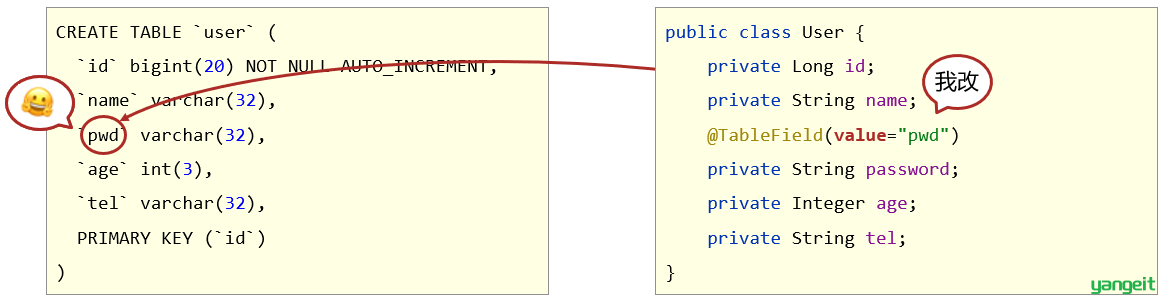 CREATE TABLE `user` (
`id` bigint(20) NOT NULL AUTO_INCREMENT,
`name` varchar(32),
`pwd` varchar(32),
`age` int(3),
`tel` varchar(32),
PRIMARY KEY (`id`)
)
public class User {
private Long id;
private String name;
我改
@TableField(value="pwd")
private String password;
private Integer age;
private String tel;
}
yangeit